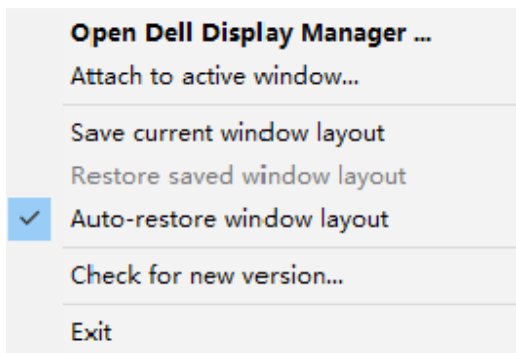 Open Dell Display Manager ...
Attach to active window...
Save current window layout
Restore saved window layout
Auto-restore window layout
Check for new version...
Exit